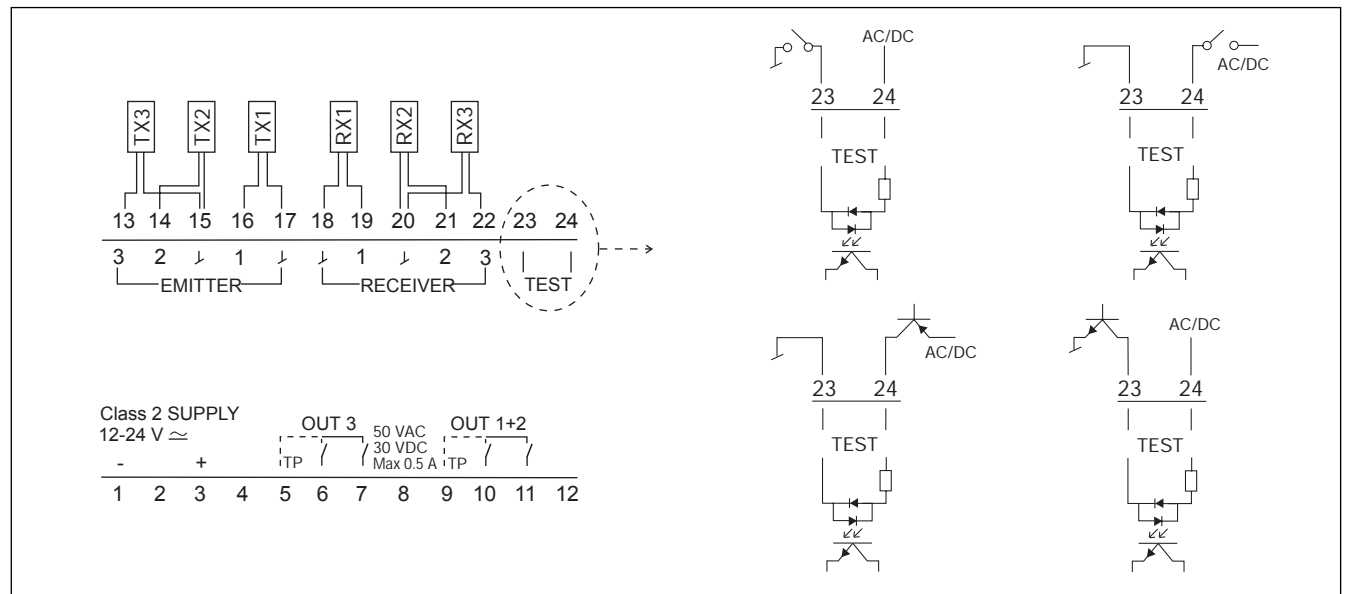 TX3 TX2 TX1 RX1 RX2 RX3
13 14 15 16 17 18 19 20 21 22 23 24
3 2 1 1 2 3
EMITTER RECEIVER TEST
Class 2 SUPPLY
12-24 V ≃
- +
OUT 3
50 VAC
30 VDC
Max 0.5 A
OUT 1+2
TP TP
1 2 3 4 5 6 7 8 9 10 11 12
AC/DC
23 24
TEST
AC/DC
23 24
TEST
AC/DC
23 24
TEST
AC/DC
23 24
TEST